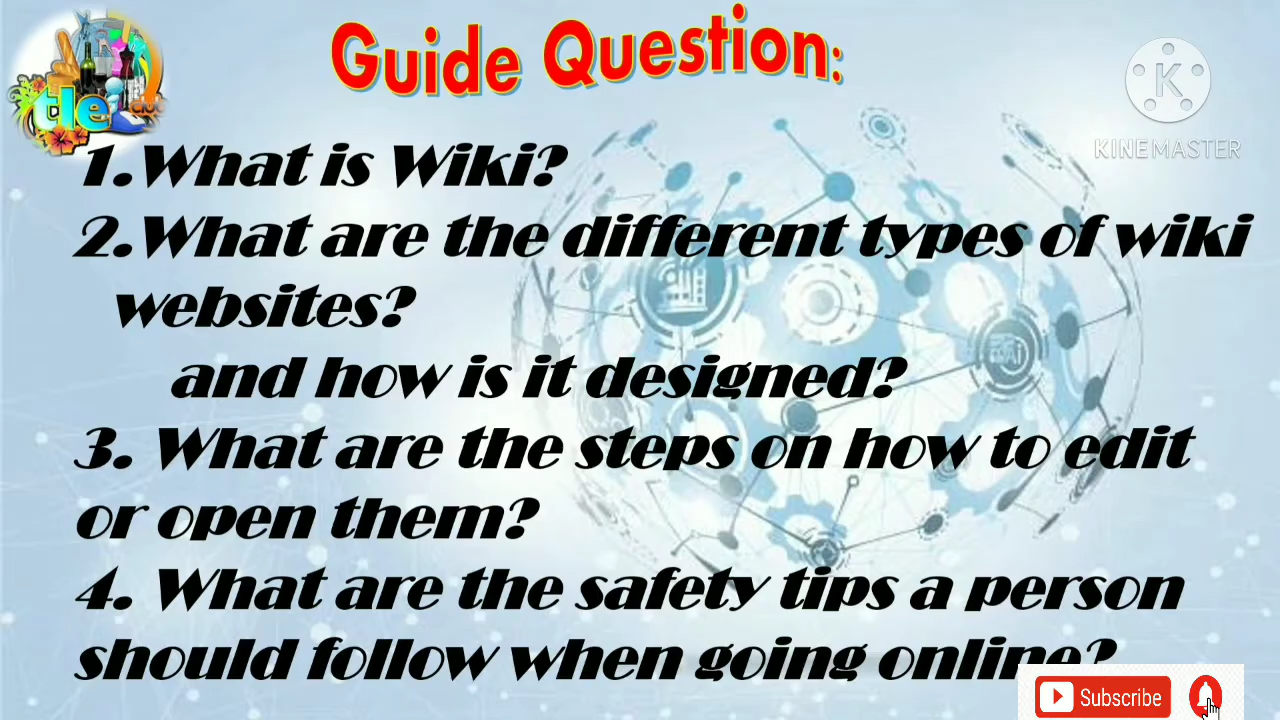 Guide Question:
tle
KINEMASTER
1.What is Wiki?
2.What are the different types of wiki
websites?
and how is it designed?
3. What are the steps on how to edit
or open them?
4. What are the safety tips a person
should follow when going online?
Subscribe